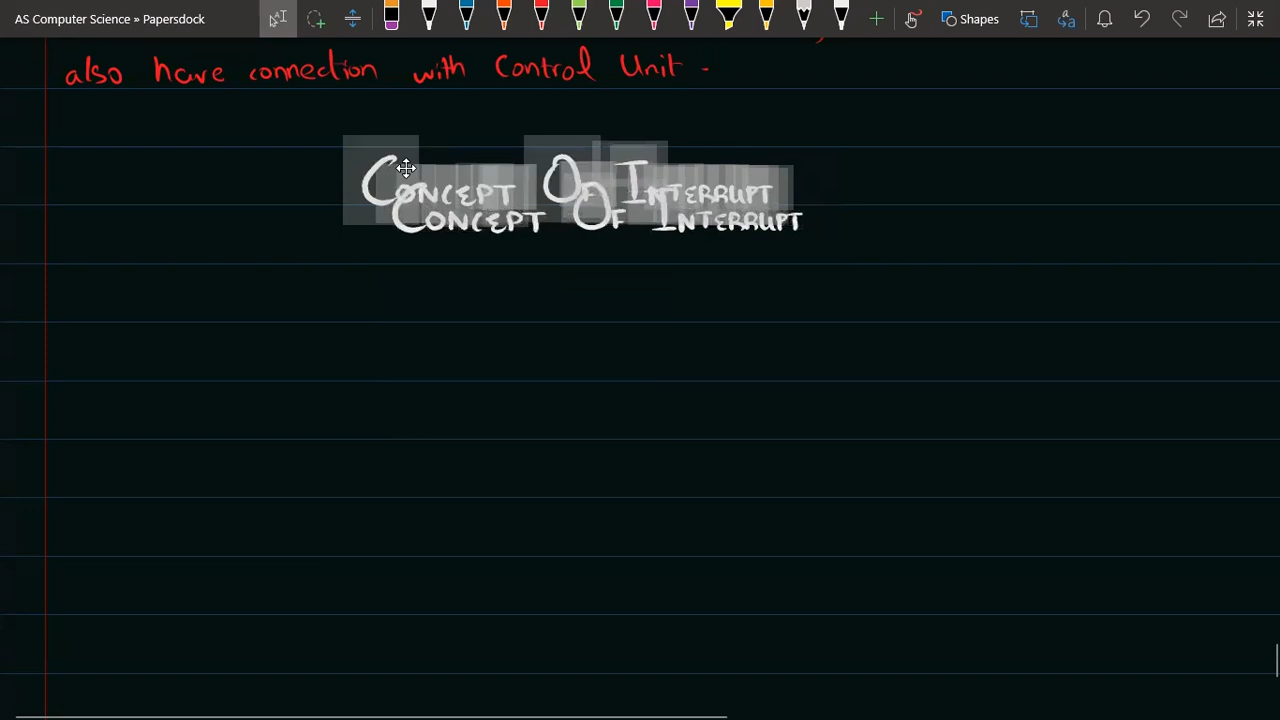 AS Computer Science » Papersdock
Shapes
also have connection with Control Unit -
CONCEPT OF INTERRUPT
CONCEPT OF INTERRUPT